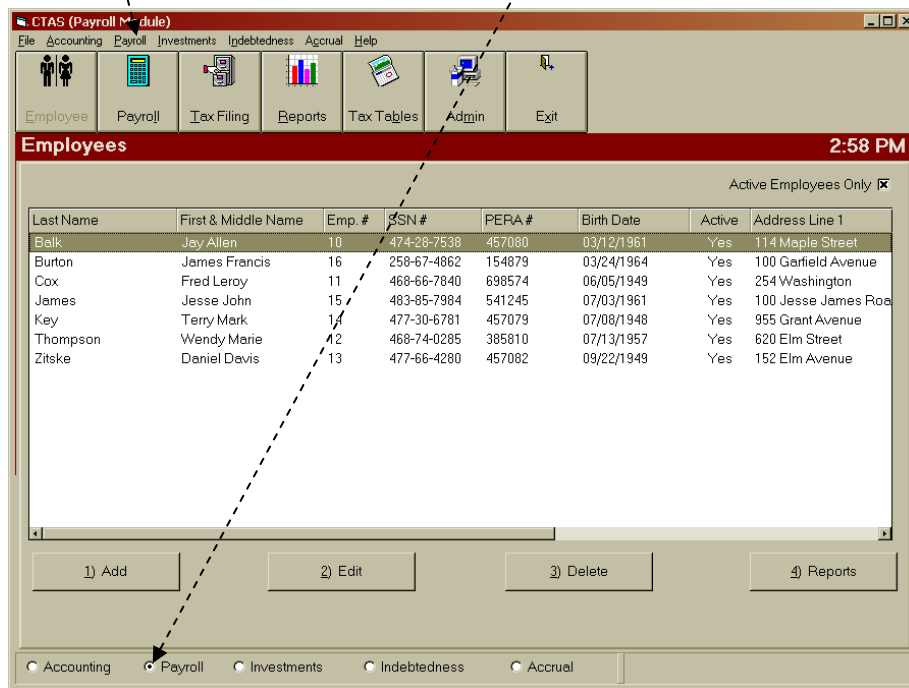 CTAS (Payroll Module)
File Accounting Payroll Investments Indebtedness Accrual Help
Employee Payroll Tax Filing Reports Tax Tables Admin Exit
Employees 2:58 PM
Active Employees Only
Last Name First & Middle Name Emp. # SSN # PERA # Birth Date Active Address Line 1
Balk Jay Allen 10 474-28-7538 457080 03/12/1961 Yes 114 Maple Street
Burton James Francis 16 258-67-4862 154879 03/24/1964 Yes 100 Garfield Avenue
Cox Fred Leroy 11 468-66-7840 698574 06/05/1949 Yes 254 Washington
James Jesse John 15 483-85-7984 541245 07/03/1961 Yes 100 Jesse James Roa
Key Terry Mark 14 477-30-6781 457079 07/08/1948 Yes 955 Grant Avenue
Thompson Wendy Marie 12 468-74-0285 385810 07/13/1957 Yes 620 Elm Street
Zitske Daniel Davis 13 477-66-4280 457082 09/22/1949 Yes 152 Elm Avenue
1) Add 2) Edit 3) Delete 4) Reports
Accounting Payroll Investments Indebtedness Accrual